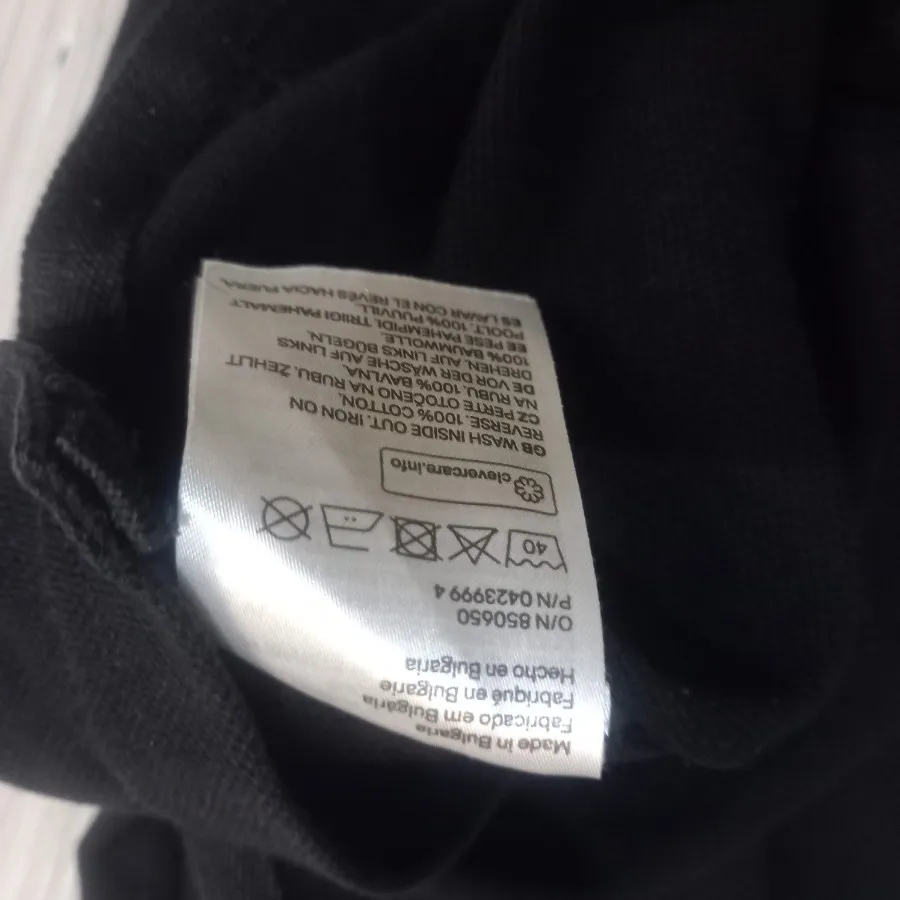 Made in Bulgaria
Fabricado em Bulgária
Fabriqué en Bulgarie
Hecho en Bulgaria
O/N 850650
P/N 0423999 4
40
clevercare.info
GB WASH INSIDE OUT. IRON ON
REVERSE. 100% COTTON.
CZ PERTE OTOČENO NA RUBU. ŽEHLIT
NA RUBU. 100% BAVLNA.
DE VOR DER WÄSCHE AUF LINKS
DREHEN. AUF LINKS BÜGELN.
100% BAUMWOLLE.
EE PESE PAHEMPIDI. TRIIGI PAHEMALT
POOLT. 100% PUUVILL.
ES LAVAR CON EL REVÉS HACIA FUERA.